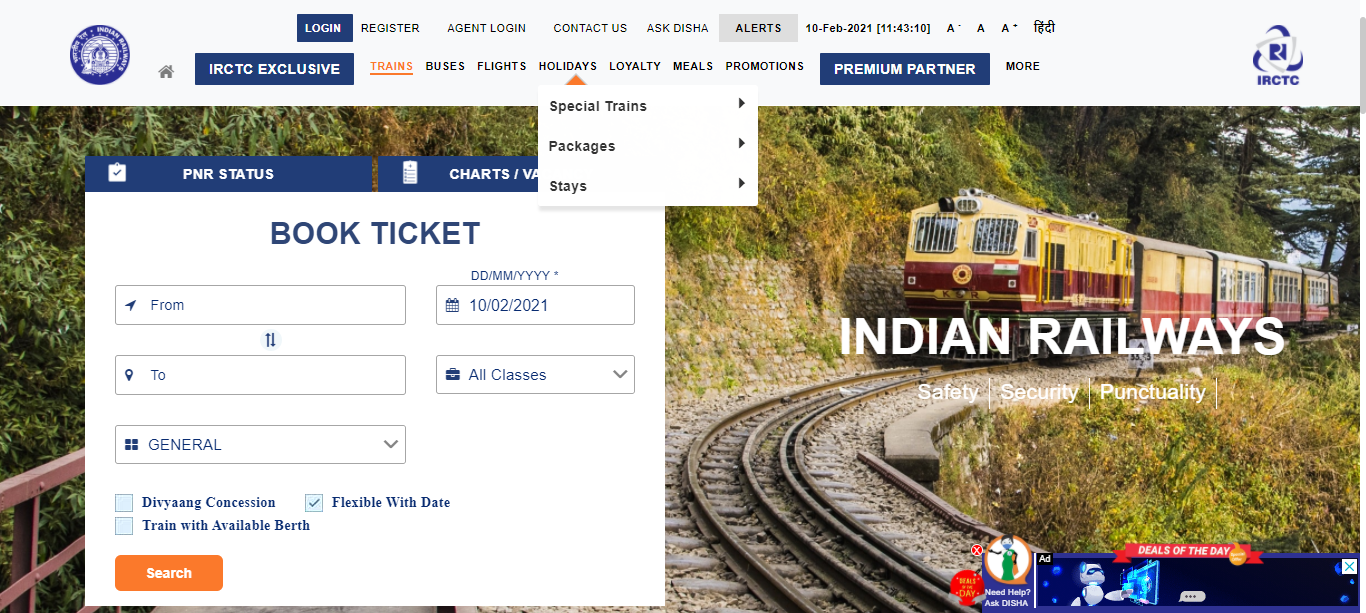 LOGIN REGISTER AGENT LOGIN CONTACT US ASK DISHA ALERTS 10-Feb-2021 [11:43:10] A- A A+ हिंदी
IRCTC EXCLUSIVE TRAINS BUSES FLIGHTS HOLIDAYS LOYALTY MEALS PROMOTIONS PREMIUM PARTNER MORE
INDIAN RAILWAYS
IRCTC
Special Trains
Packages
Stays
PNR STATUS
CHARTS / VA
BOOK TICKET
DD/MM/YYYY *
From
10/02/2021
To
All Classes
GENERAL
Divyaang Concession
Flexible With Date
Train with Available Berth
Search
INDIAN RAILWAYS
Safety | Security | Punctuality |
DEALS OF THE DAY
Ad
DEALS
DAY
Need Help?
Ask DISHA